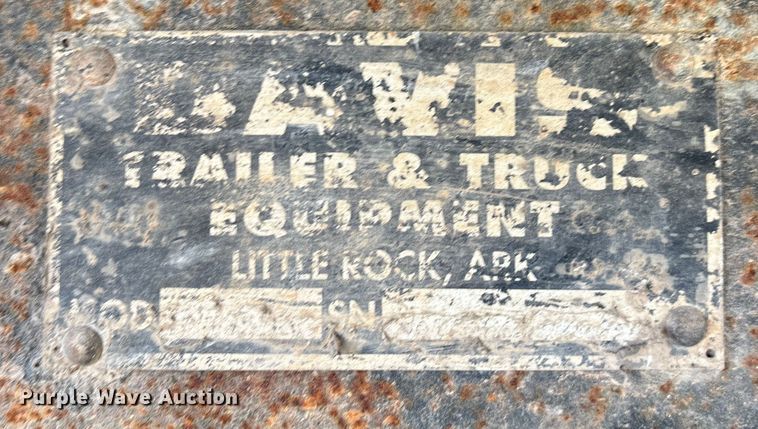 DAVIS
TRAILER & TRUCK
EQUIPMENT
LITTLE ROCK, ARK
MOD SN
Purple Wave Auction